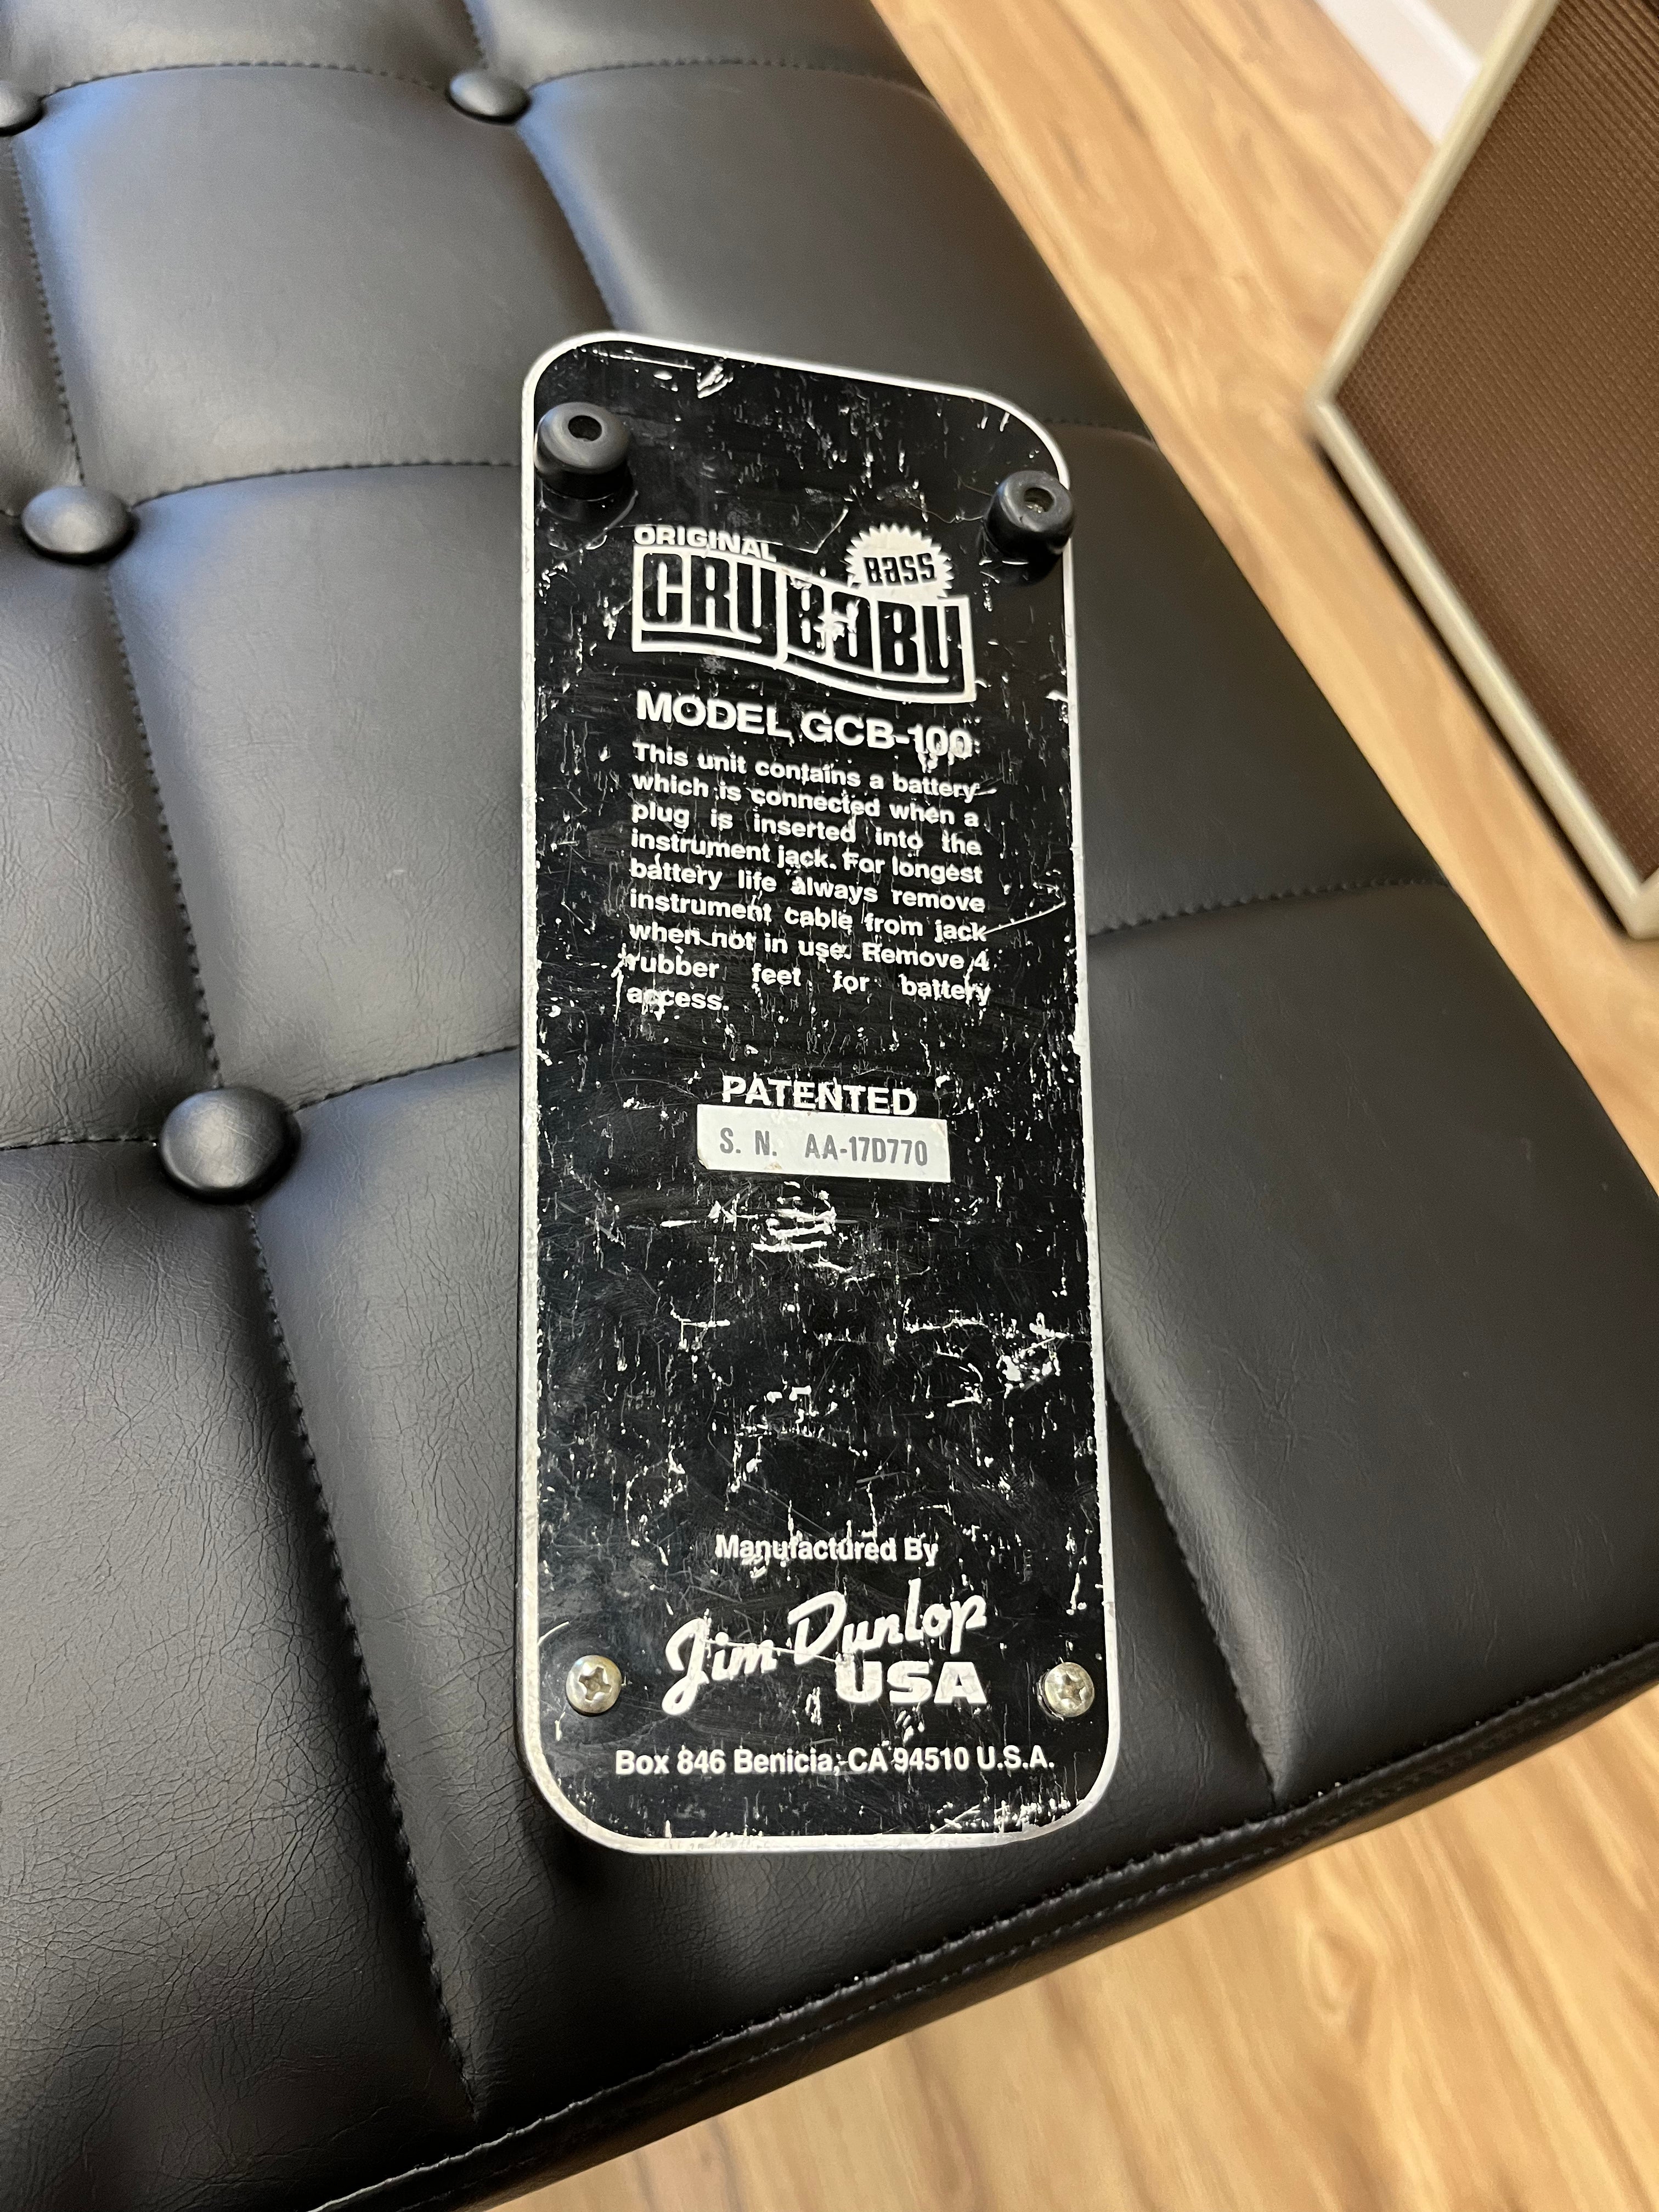 ORIGINAL
BASS
CRYBABY
MODEL GCB-100
This unit contains a battery
which is connected when a
plug is inserted into the
instrument jack. For longest
battery life always remove
instrument cable from jack
when not in use. Remove 4
rubber feet for battery
access.
PATENTED
S. N. AA-17D770
Manufactured By
Jim Dunlop
USA
Box 846 Benicia, CA 94510 U.S.A.